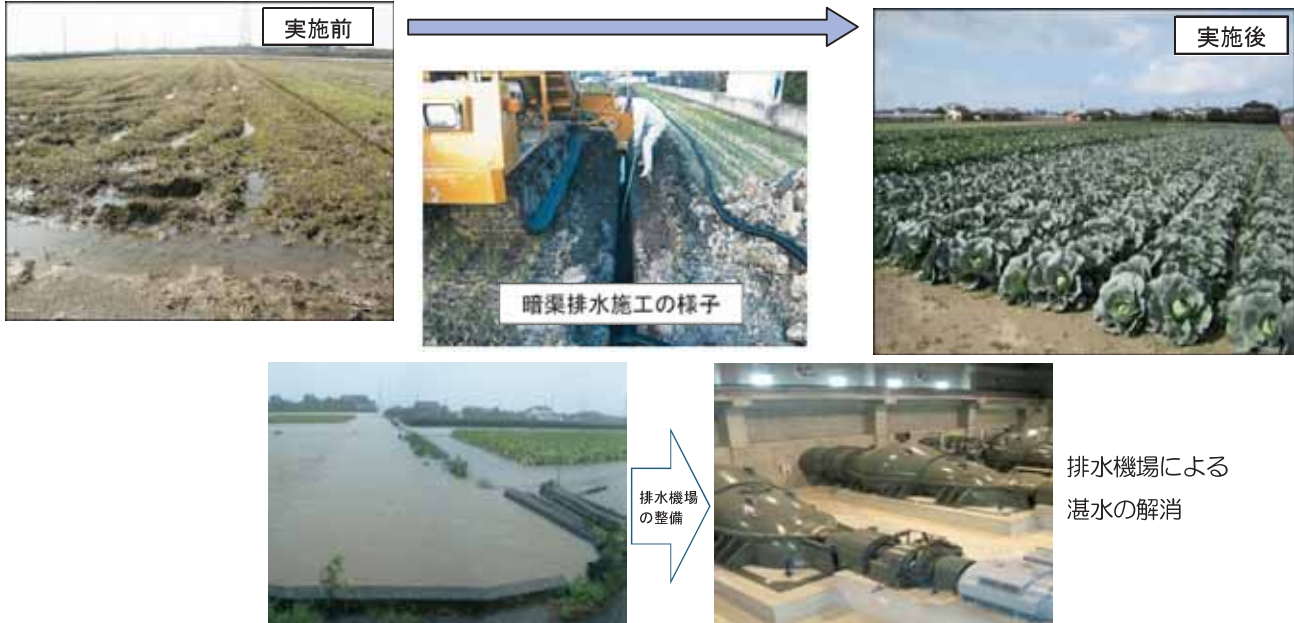 実施前
実施後
暗渠排水施工の様子
排水機場
の整備
排水機場による
湛水の解消